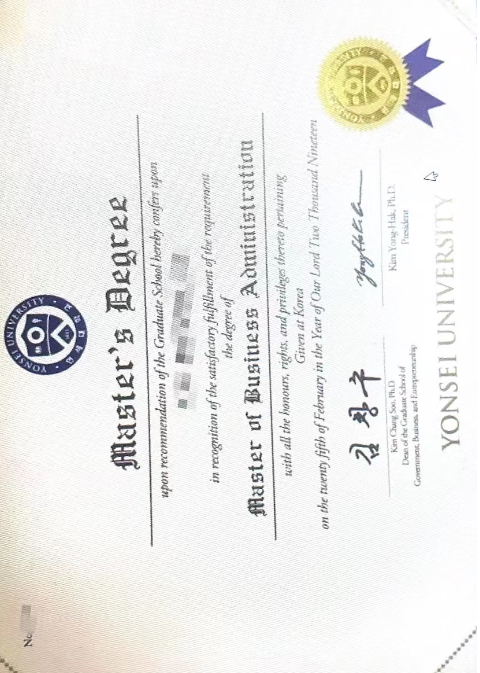 No
YONSEI UNIVERSITY
Master's Degree
upon recommendation of the Graduate School hereby confers upon
in recognition of the satisfactory fulfillment of the requirement
the degree of
Master of Business Administration
with all the honours, rights, and privileges thereto pertaining
Given at Korea
on the twenty fifth of February in the Year of Our Lord Two Thousand Nineteen
김창수
Kim Chang Soo, Ph.D.
Dean of the Graduate School of
Government, Business, and Entrepreneurship
Kim Yong-Hak, Ph.D.
President
YONSEI UNIVERSITY